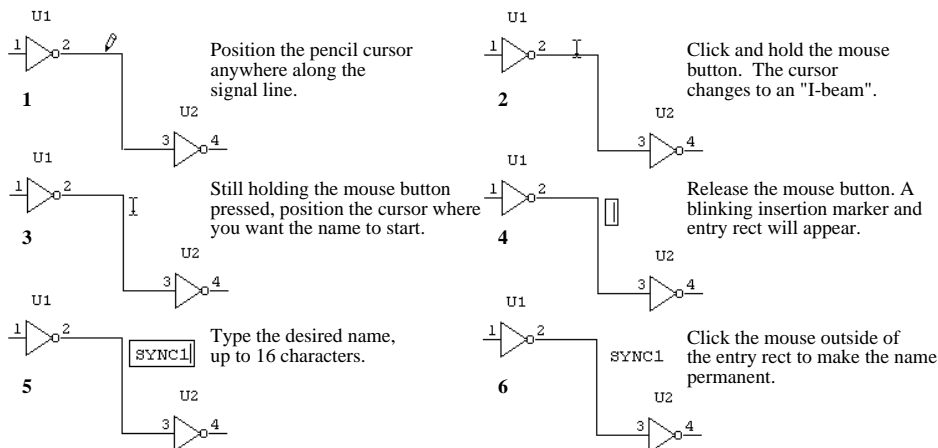 U1
1 2
1
Position the pencil cursor
anywhere along the
signal line.
U2
3 4
U1
1 2
2
Click and hold the mouse
button.  The cursor
changes to an "I-beam".
U2
3 4
U1
1 2
3
Still holding the mouse button
pressed, position the cursor where
you want the name to start.
U2
3 4
U1
1 2
4
Release the mouse button. A
blinking insertion marker and
entry rect will appear.
U2
3 4
U1
1 2
5
SYNC1
Type the desired name,
up to 16 characters.
U2
3 4
U1
1 2
6
SYNC1
Click the mouse outside of
the entry rect to make the name
permanent.
U2
3 4